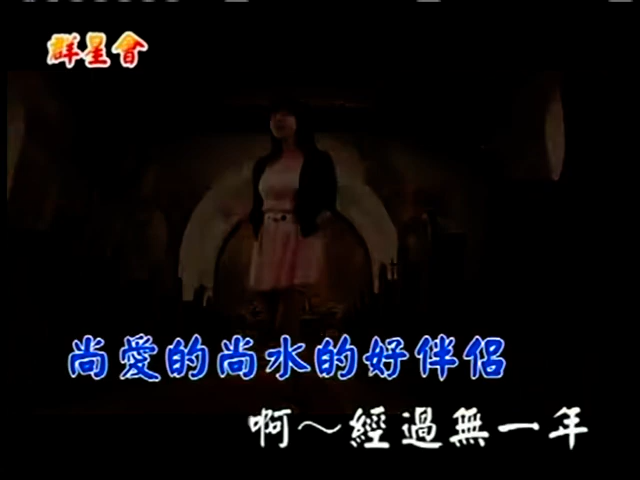 群星會
尚愛的尚水的好伴侶
啊～經過無一年